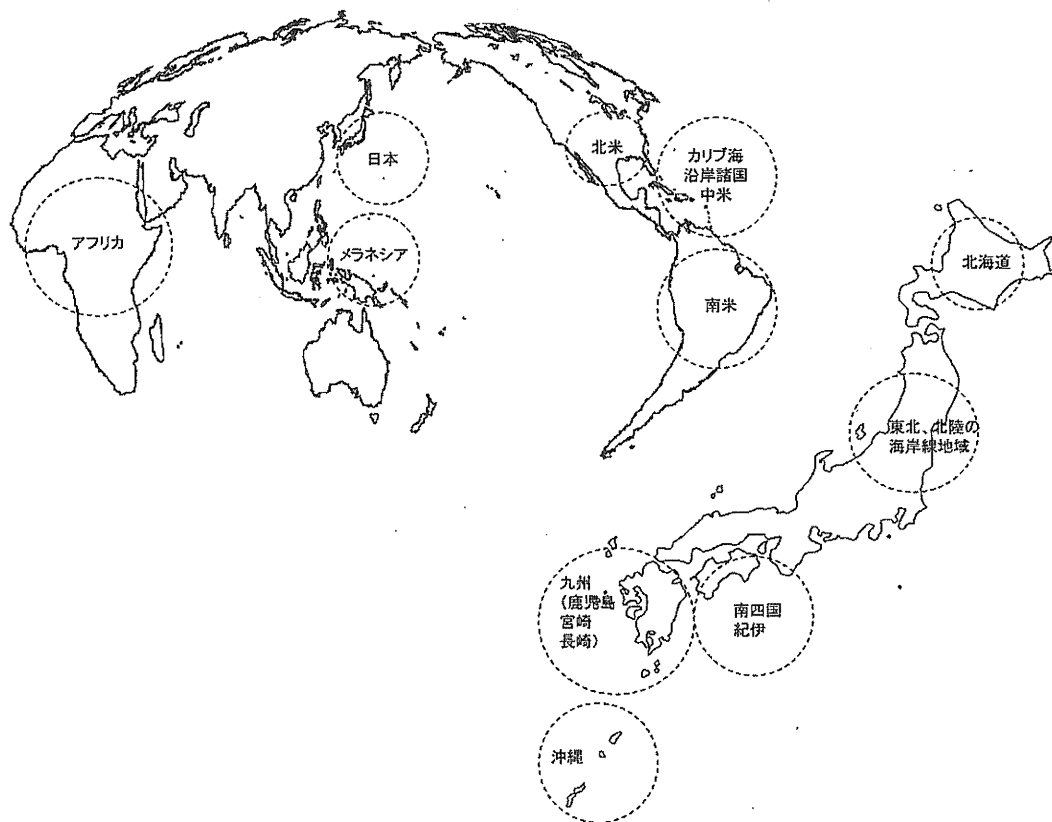 北米
カリブ海
沿岸諸国
中米
日本
アフリカ
メラネシア
南米
北海道
東北、北陸の
海岸線地域
九州
(鹿児島
宮崎
長崎)
南四国
紀伊
沖縄